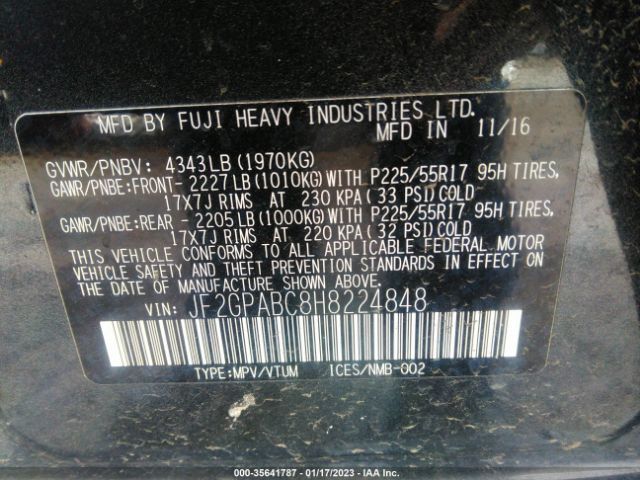 MFD BY FUJI HEAVY INDUSTRIES LTD.
MFD IN 11/16
GVWR/PNBV: 4343LB(1970KG)
GAWR/PNBE:FRONT- 2227LB(1010KG)WITH P225/55R17 95H TIRES,
17X7J RIMS AT 230 KPA( 33 PSI)COLD
GAWR/PNBE:REAR - 2205LB(1000KG)WITH P225/55R17 95H TIRES,
17X7J RIMS AT 220 KPA( 32 PSI)COLD
THIS VEHICLE CONFORMS TO ALL APPLICABLE FEDERAL MOTOR
VEHICLE SAFETY AND THEFT PREVENTION STANDARDS IN EFFECT ON
THE DATE OF MANUFACTURE SHOWN ABOVE.
VIN: JF2GPABC8H8224848
TYPE:MPV/VTUM ICES/NMB-002
000-35641787 - 01/17/2023 - IAA Inc.